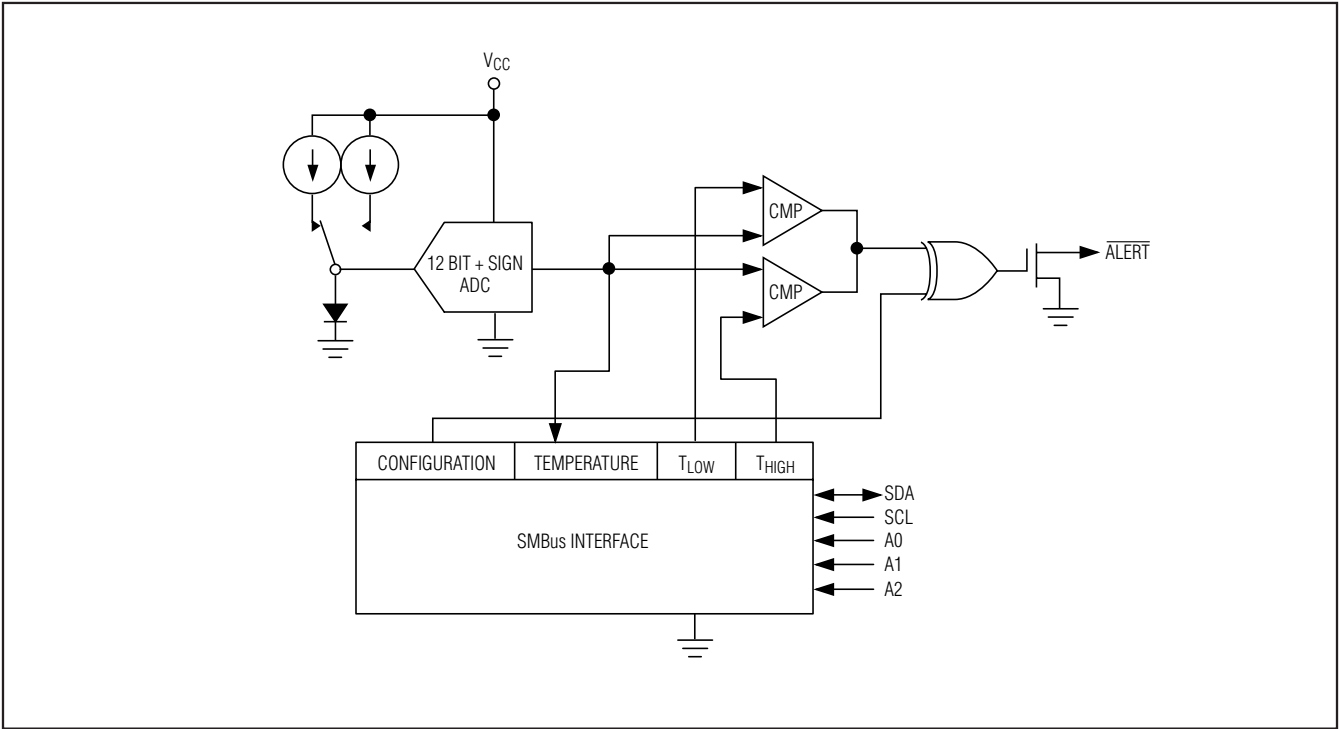 VCC
12 BIT + SIGN
ADC
CMP
CMP
ALERT
CONFIGURATION
TEMPERATURE
TLOW
THIGH
SMBus INTERFACE
SDA
SCL
A0
A1
A2